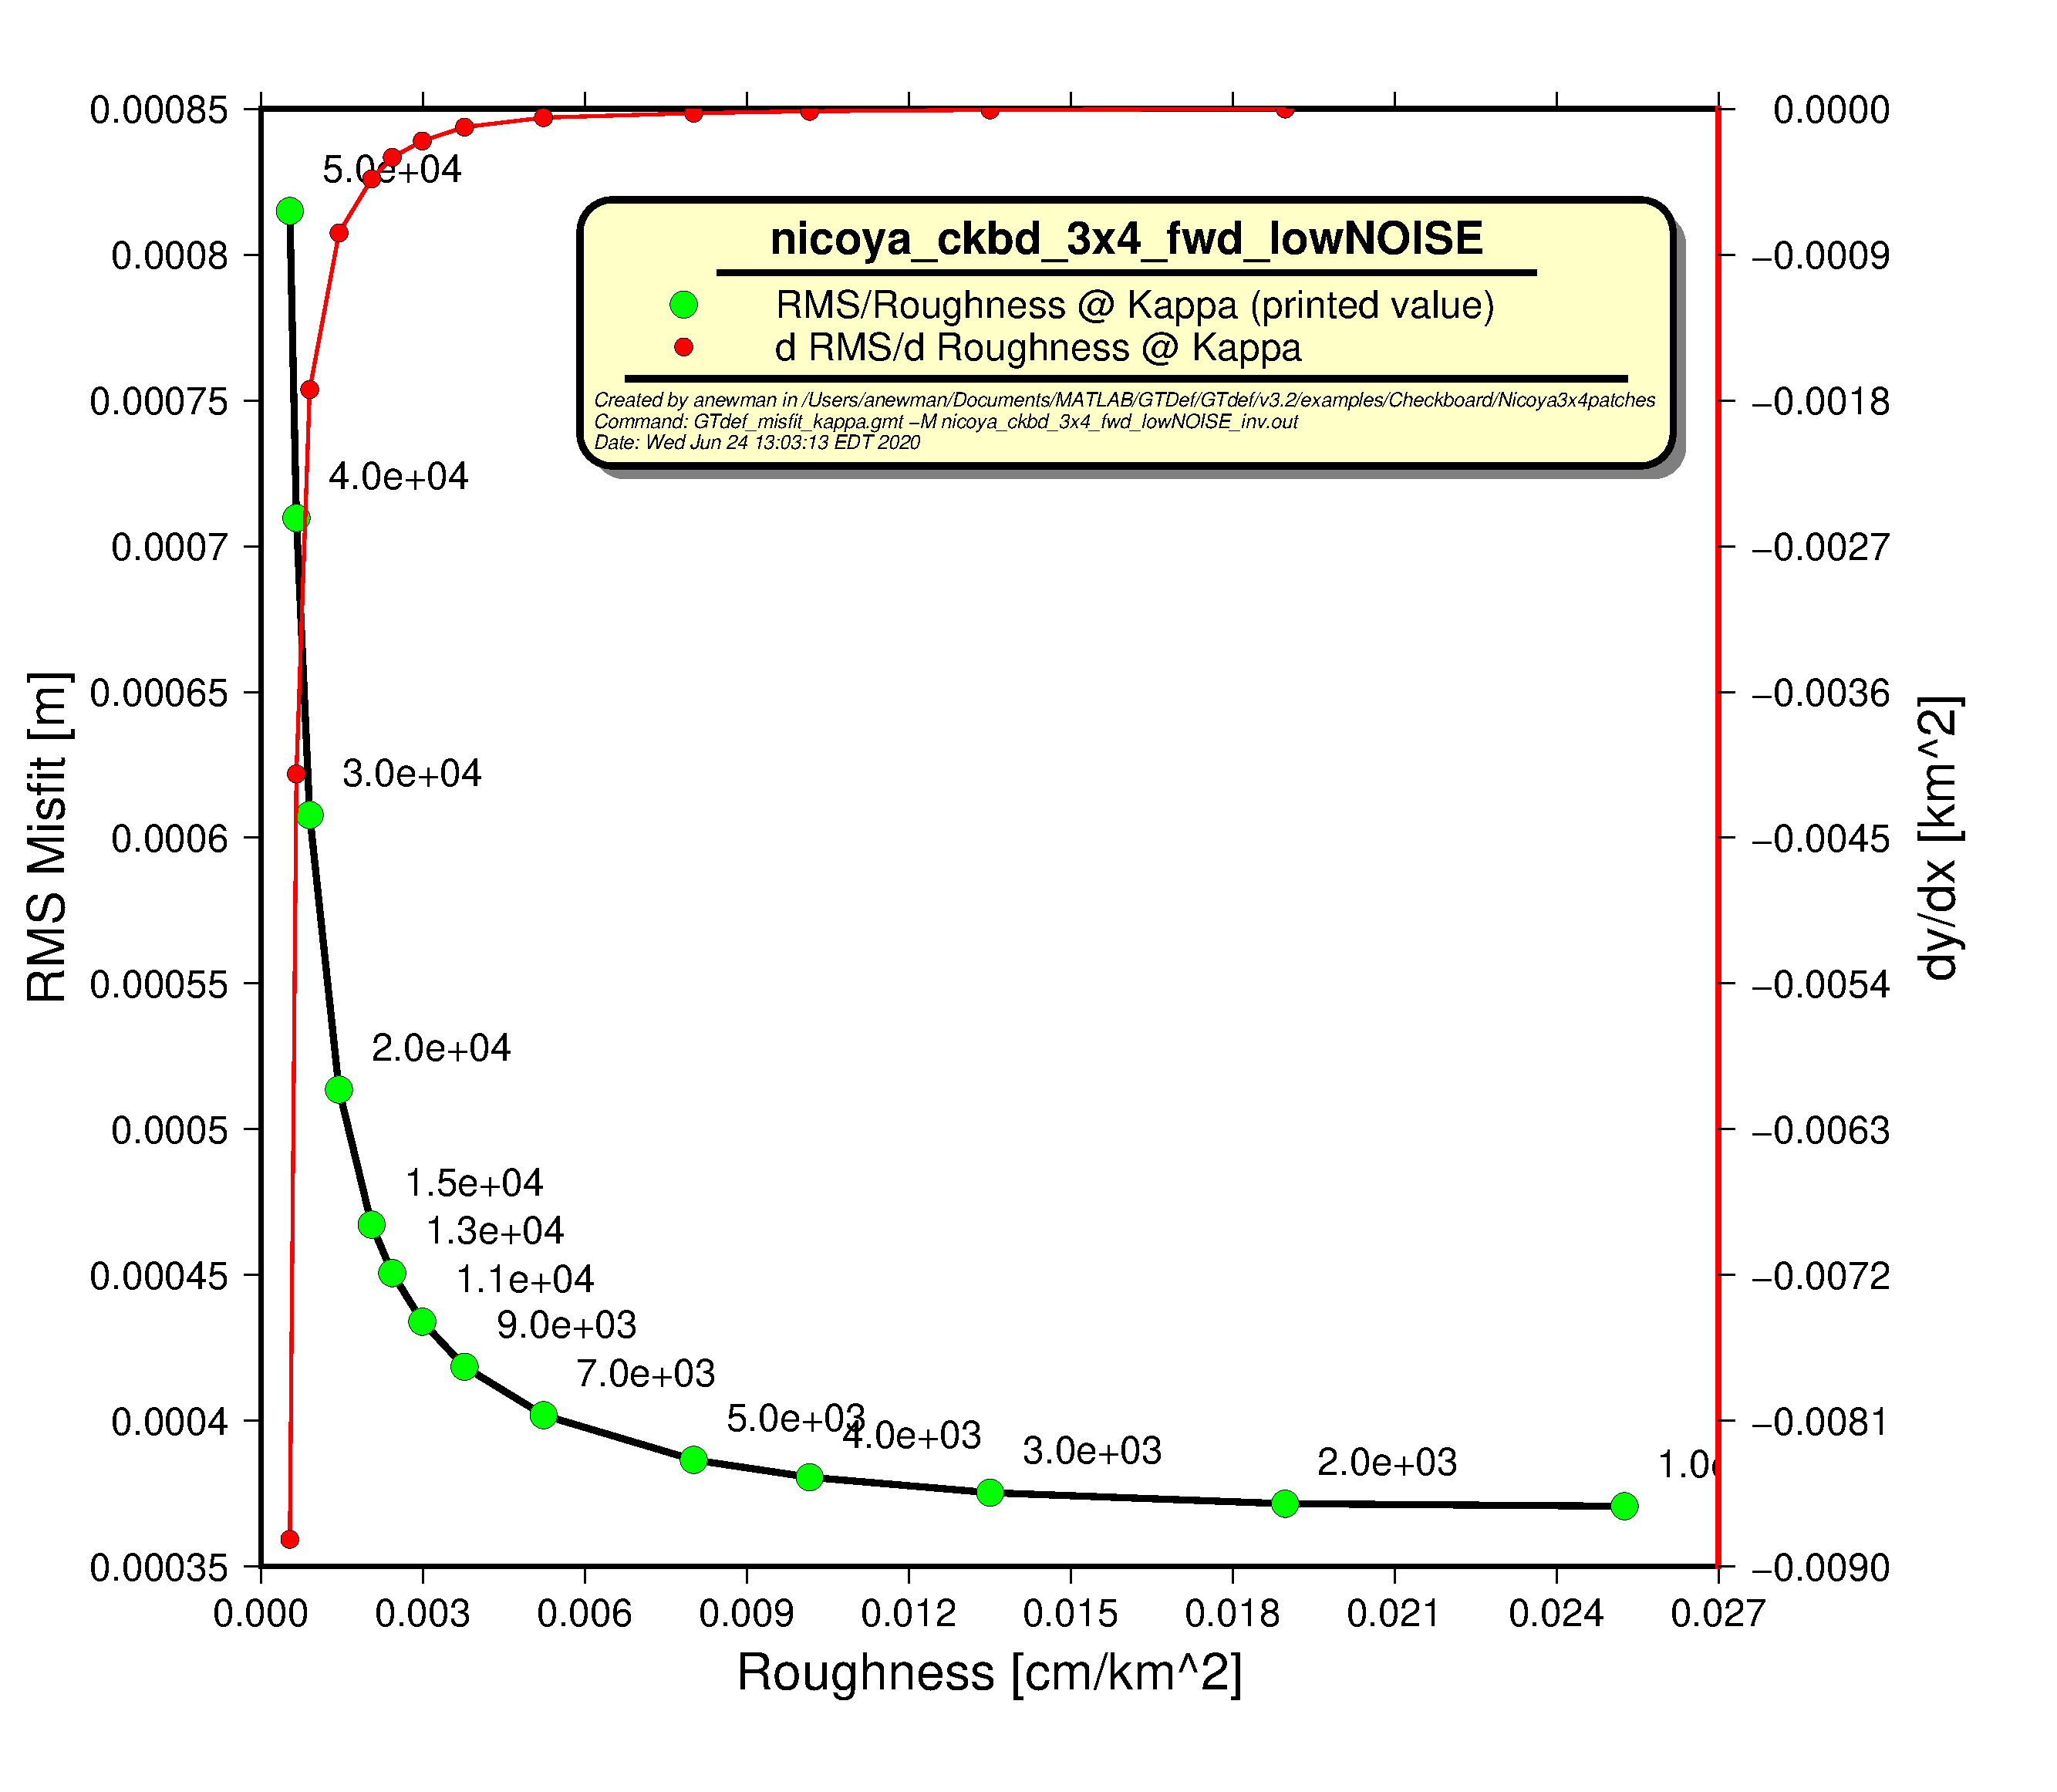 0.00085
0.0000
5.0e+04
nicoya_ckbd_3x4_fwd_lowNOISE
0.0008
−0.0009
RMS/Roughness @ Kappa (printed value)
d RMS/d Roughness @ Kappa
Created by anewman in /Users/anewman/Documents/MATLAB/GTDef/GTdef/v3.2/examples/Checkboard/Nicoya3x4patches
0.00075
−0.0018
Command: GTdef_misfit_kappa.gmt −M nicoya_ckbd_3x4_fwd_lowNOISE_inv.out
Date: Wed Jun 24 13:03:13 EDT 2020
4.0e+04
0.0007
−0.0027
0.00065
−0.0036
3.0e+04
RMS Misfit [m]
dy/dx [km^2]
0.0006
−0.0045
0.00055
−0.0054
2.0e+04
0.0005
−0.0063
1.5e+04
1.3e+04
0.00045
−0.0072
1.1e+04
9.0e+03
7.0e+03
0.0004
−0.0081
5.0e+03
4.0e+03
3.0e+03
2.0e+03
1.0
0.00035
−0.0090
0.000 0.003 0.006 0.009 0.012 0.015 0.018 0.021 0.024 0.027
Roughness [cm/km^2]